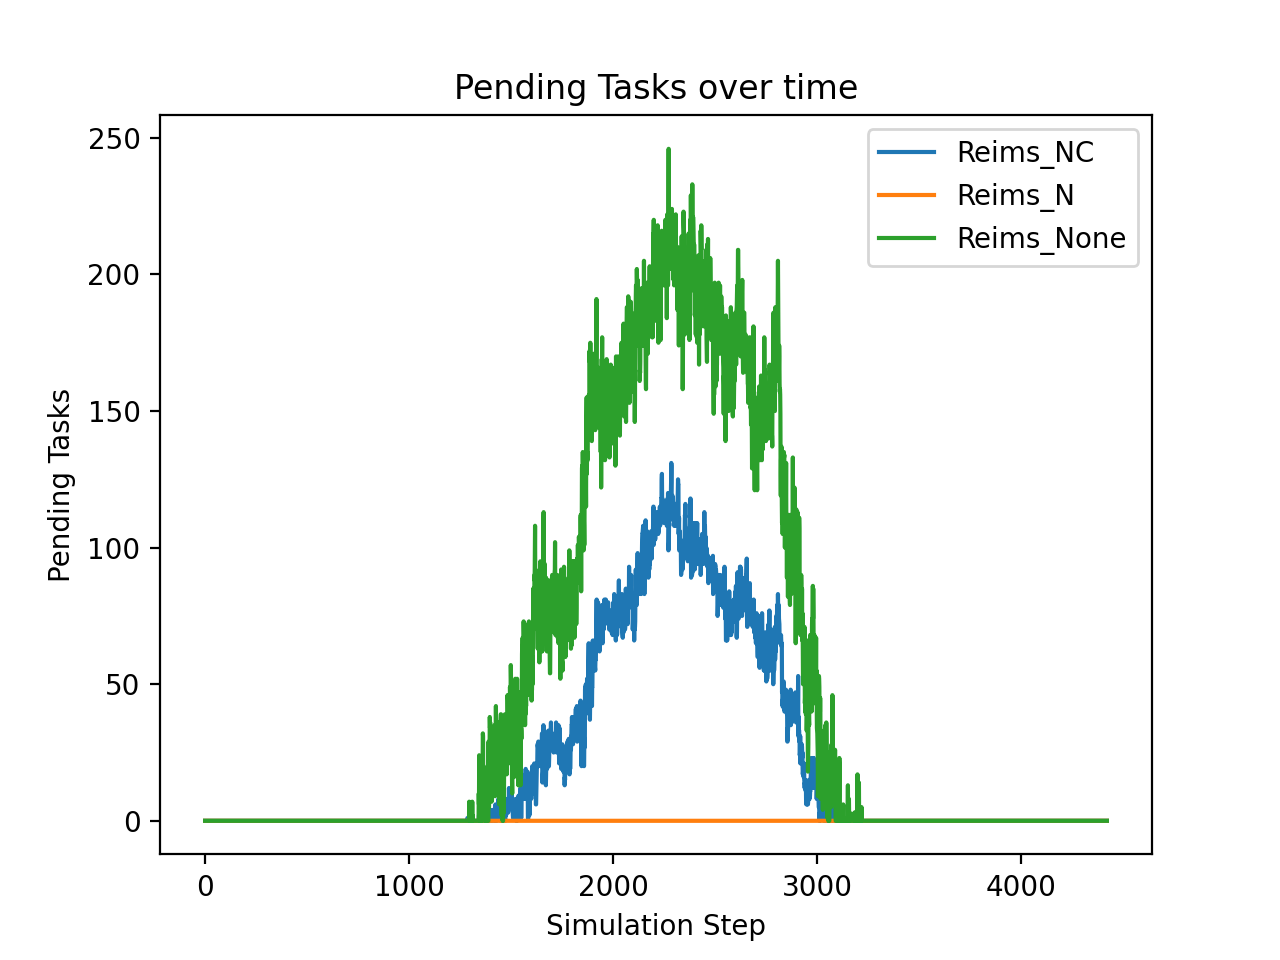 Pending Tasks over time
250
200
150
100
50
0
Pending Tasks
Reims_NC
Reims_N
Reims_None
0 1000 2000 3000 4000
Simulation Step